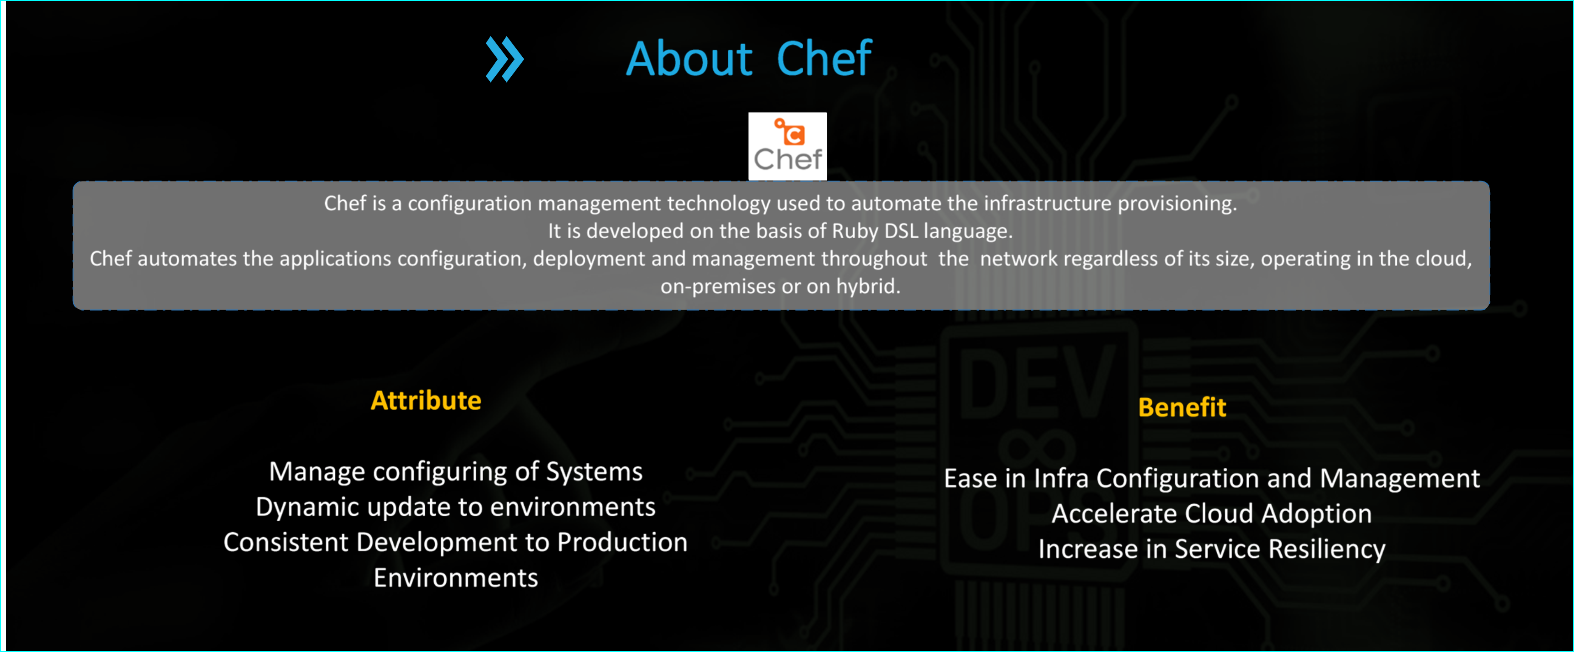 About Chef
C
Chef
Chef is a configuration management technology used to automate the infrastructure provisioning.
It is developed on the basis of Ruby DSL language.
Chef automates the applications configuration, deployment and management throughout the network regardless of its size, operating in the cloud,
on-premises or on hybrid.
Attribute
Manage configuring of Systems
Dynamic update to environments
Consistent Development to Production
Environments
DEV
OPS
Benefit
Ease in Infra Configuration and Management
Accelerate Cloud Adoption
Increase in Service Resiliency